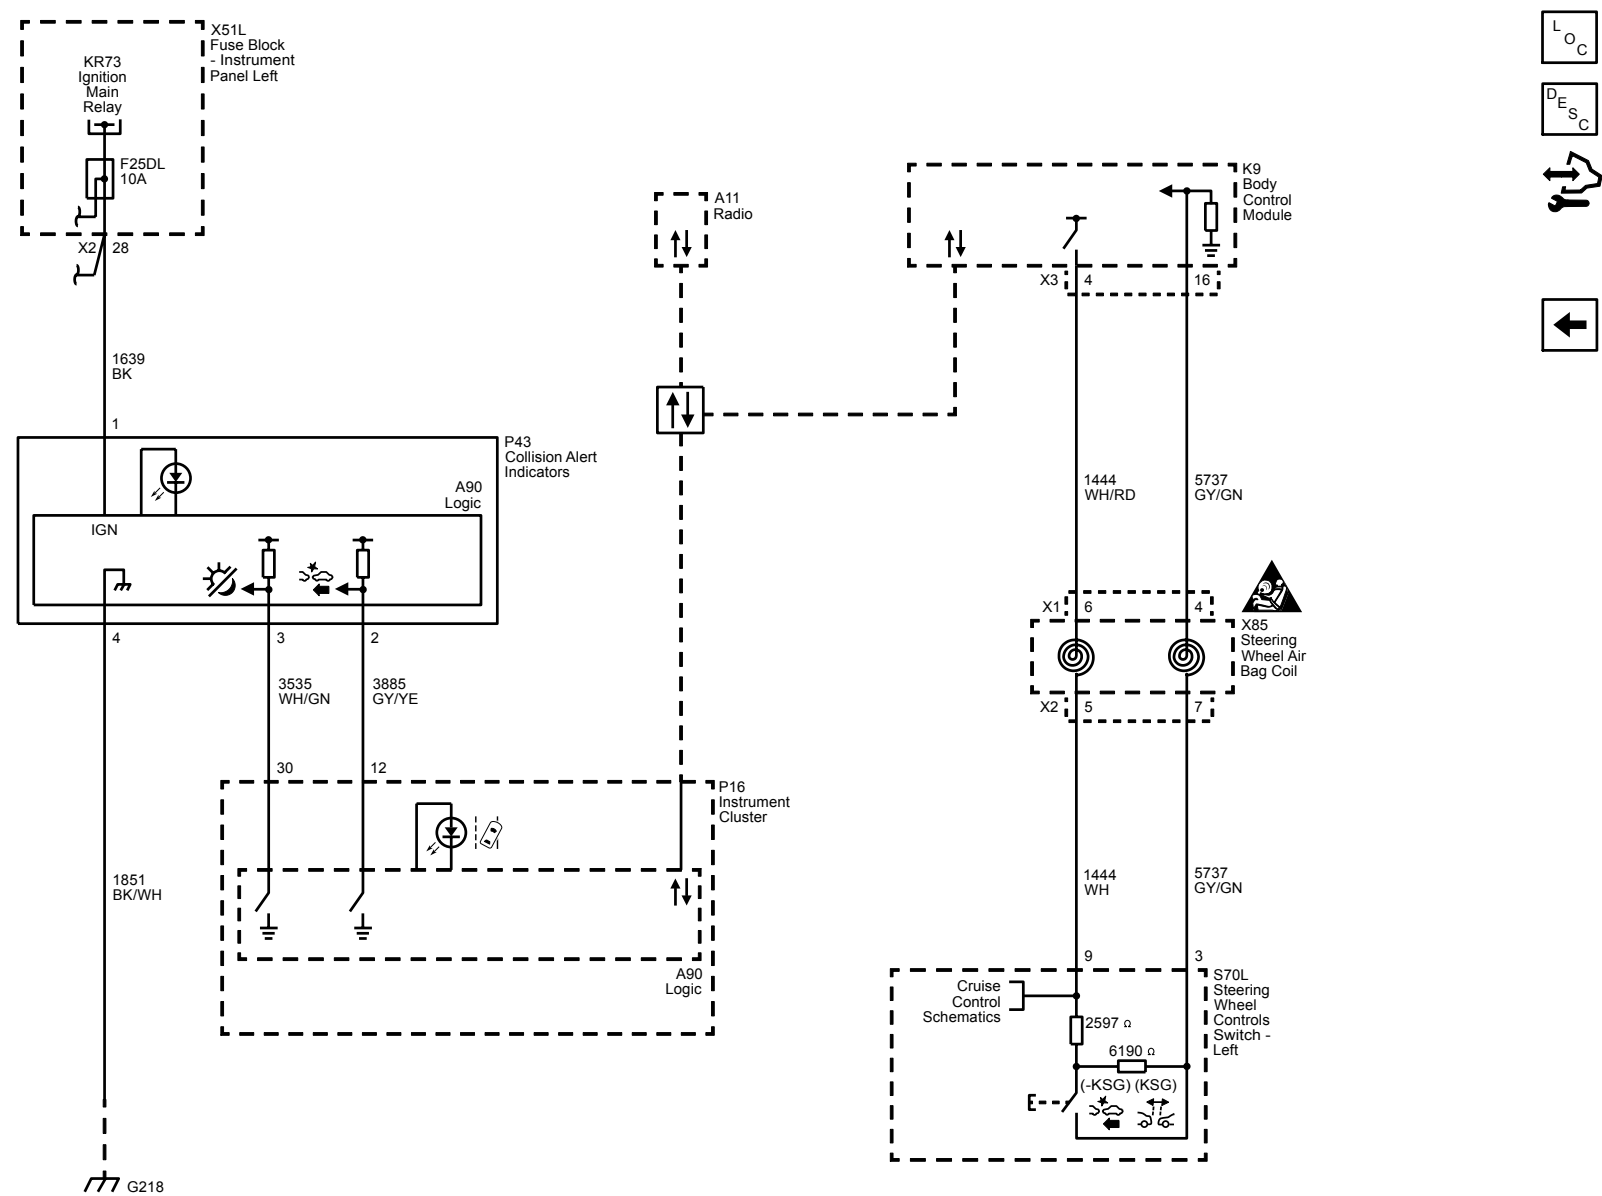 X51L
Fuse Block
- Instrument
Panel Left
KR73
Ignition
Main
Relay
F25DL
10A
X2
28
1639
BK
1
P43
Collision Alert
Indicators
A90
Logic
IGN
4
3
2
3535
WH/GN
3885
GY/YE
30
12
P16
Instrument
Cluster
A90
Logic
1851
BK/WH
G218
A11
Radio
K9
Body
Control
Module
X3
4
16
1444
WH/RD
5737
GY/GN
X1
6
4
X85
Steering
Wheel Air
Bag Coil
X2
5
7
1444
WH
5737
GY/GN
9
3
S70L
Steering
Wheel
Controls
Switch -
Left
Cruise
Control
Schematics
2597 Ω
6190 Ω
(-KSG) (KSG)
L
O
C
D
E
S
C